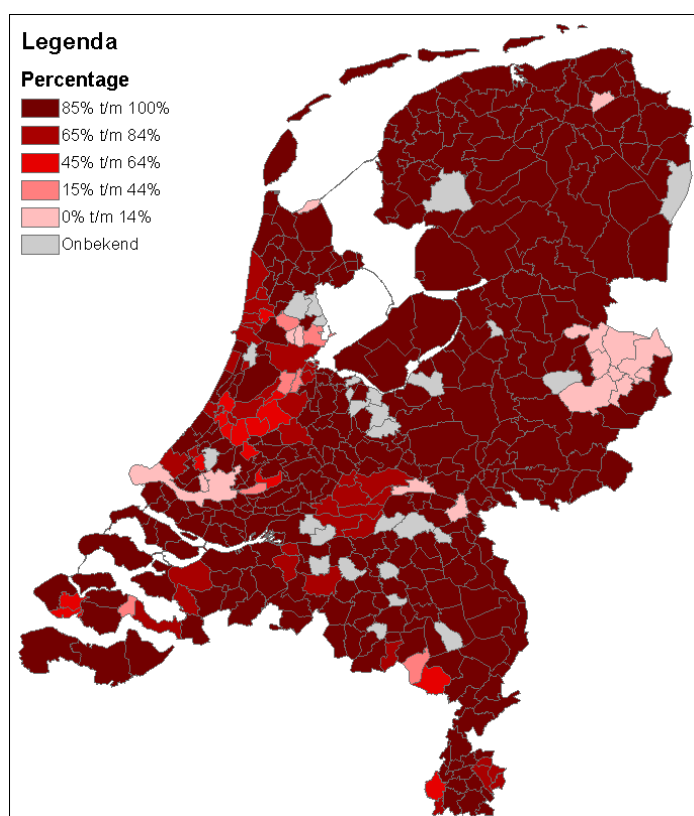 Legenda
Percentage
85% t/m 100%
65% t/m 84%
45% t/m 64%
15% t/m 44%
0% t/m 14%
Onbekend